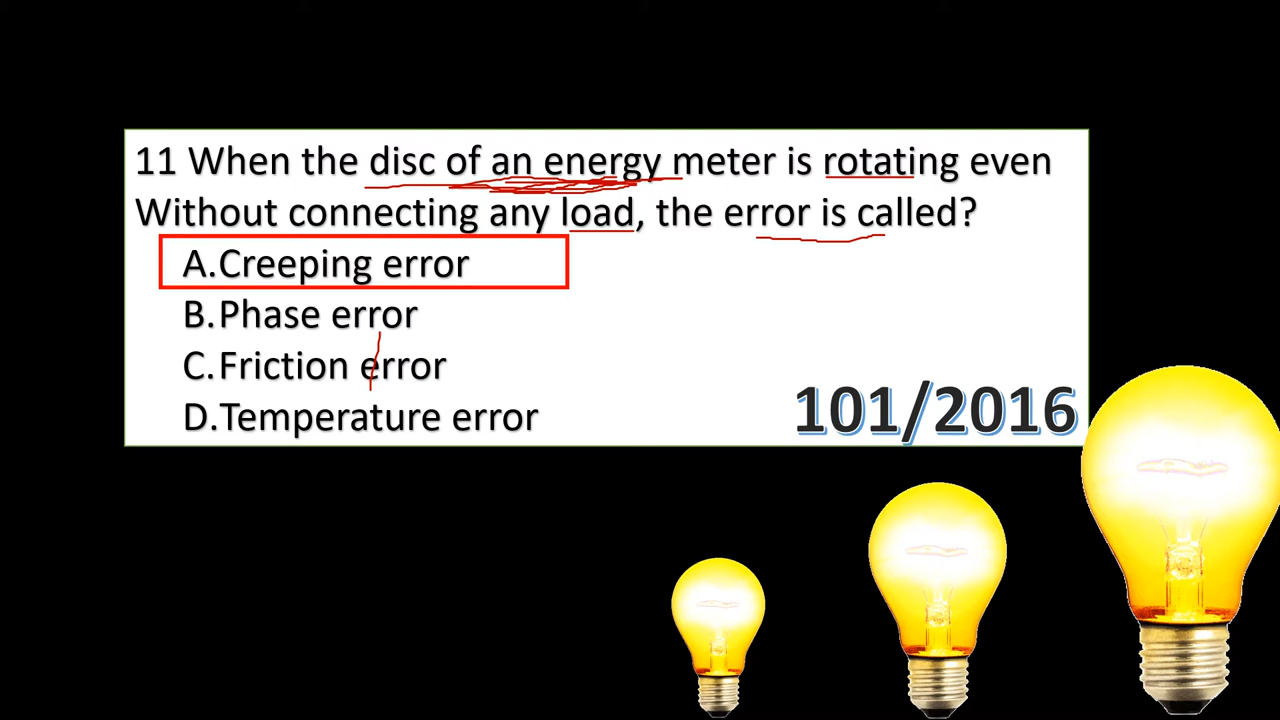 11 When the disc of an energy meter is rotating even
Without connecting any load, the error is called?
A.Creeping error
B.Phase error
C.Friction error
D.Temperature error
101/2016